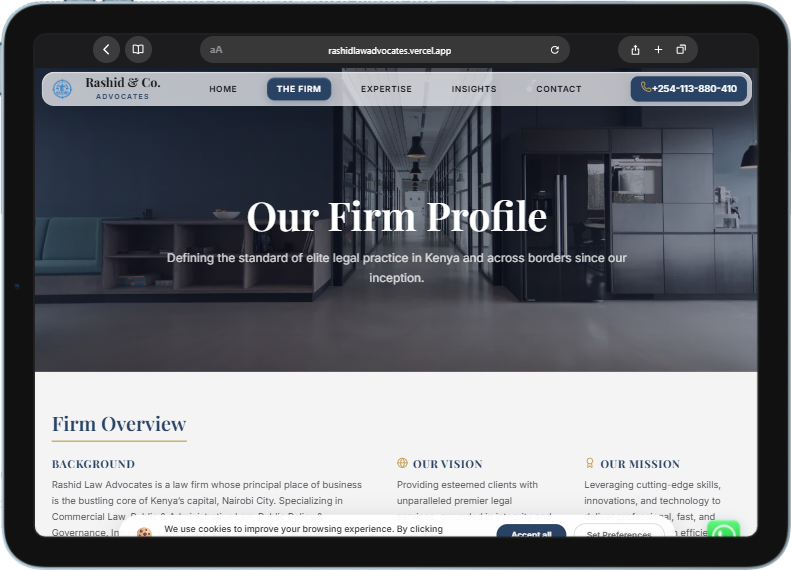 aA
rashidlawadvocates.vercel.app
Rashid & Co.
ADVOCATES
HOME
THE FIRM
EXPERTISE
INSIGHTS
CONTACT
+254-113-880-410
Our Firm Profile
Defining the standard of elite legal practice in Kenya and across borders since our
inception.
Firm Overview
BACKGROUND
Rashid Law Advocates is a law firm whose principal place of business
is the bustling core of Kenya's capital, Nairobi City. Specializing in
Commercial Law,
Governance,
OUR VISION
Providing esteemed clients with
unparalleled premier legal
OUR MISSION
Leveraging cutting-edge skills,
innovations, and technology to
fast, and
We use cookies to improve your browsing experience. By clicking
Accept all
Set Preferences